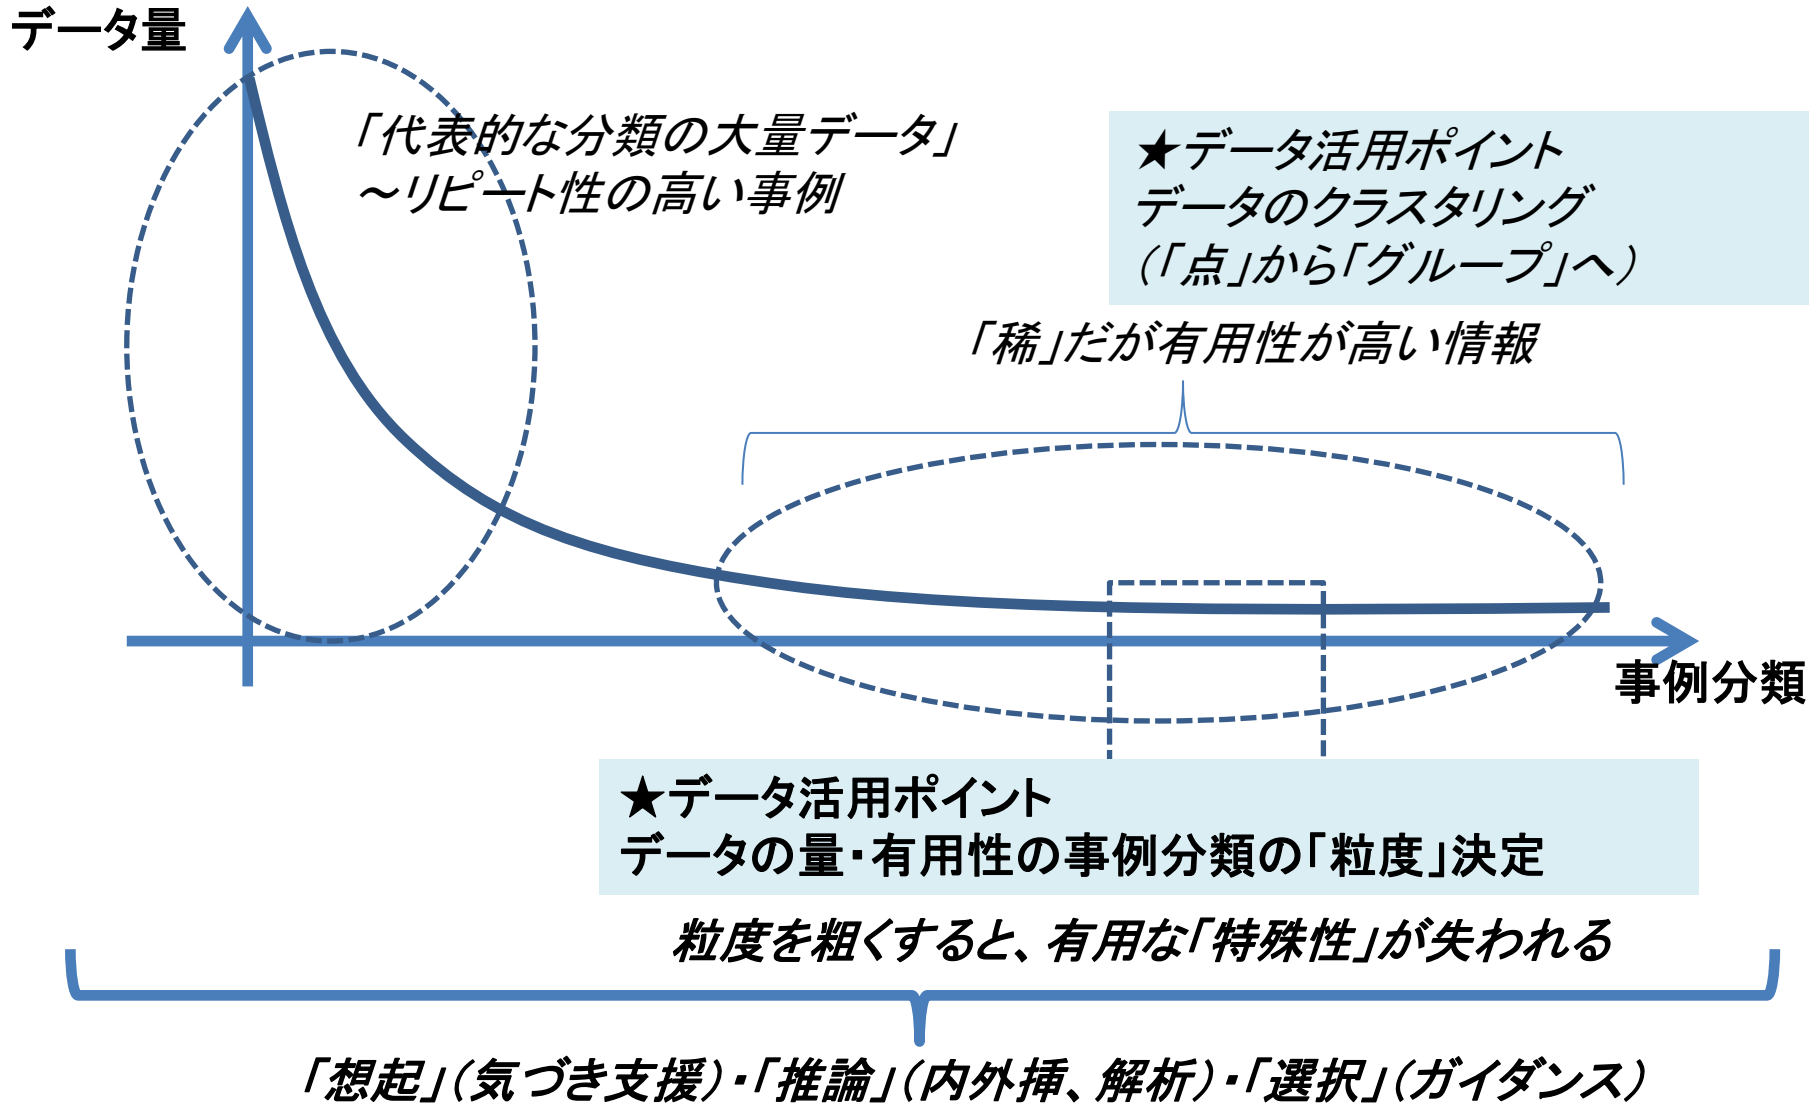 データ量
「代表的な分類の大量データ」
～リピート性の高い事例
★データ活用ポイント
データのクラスタリング
（「点」から「グループ」へ）
「稀」だが有用性が高い情報
事例分類
★データ活用ポイント
データの量・有用性の事例分類の「粒度」決定
粒度を粗くすると、有用な「特殊性」が失われる
「想起」（気づき支援）・「推論」（内外挿、解析）・「選択」（ガイダンス）